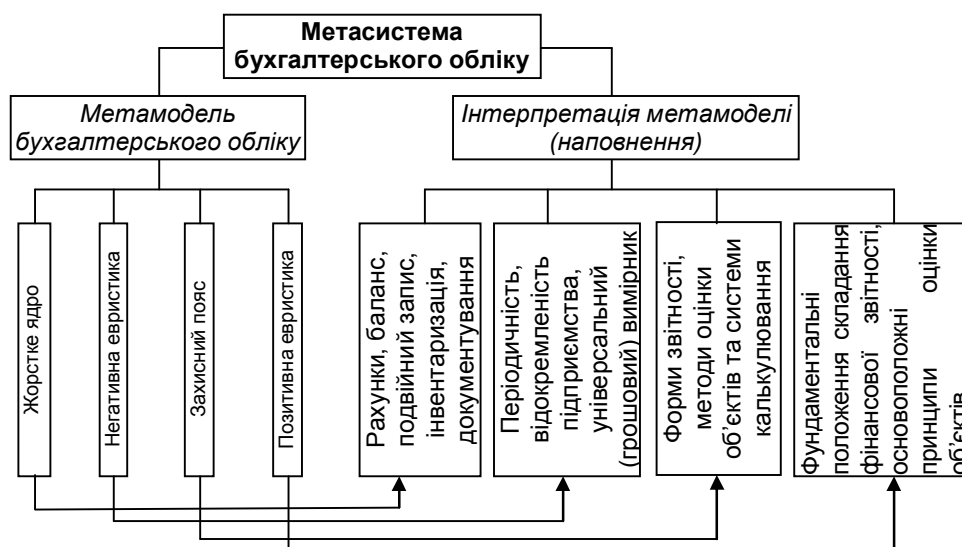 Метасистема
бухгалтерського обліку
Метамодель
бухгалтерського обліку
Інтерпретація метамоделі
(наповнення)
Жорстке ядро
Негативна евристика
Захисний пояс
Позитивна евристика
Рахунки, баланс,
подвійний запис,
інвентаризація,
документування
Періодичність,
відокремленість
підприємства,
універсальний
(грошовий) вимірник
Форми звітності,
методи оцінки
об’єктів та системи
калькулювання
Фундаментальні
положення складання
фінансової звітності,
основоположні
принципи оцінки
об’єктів